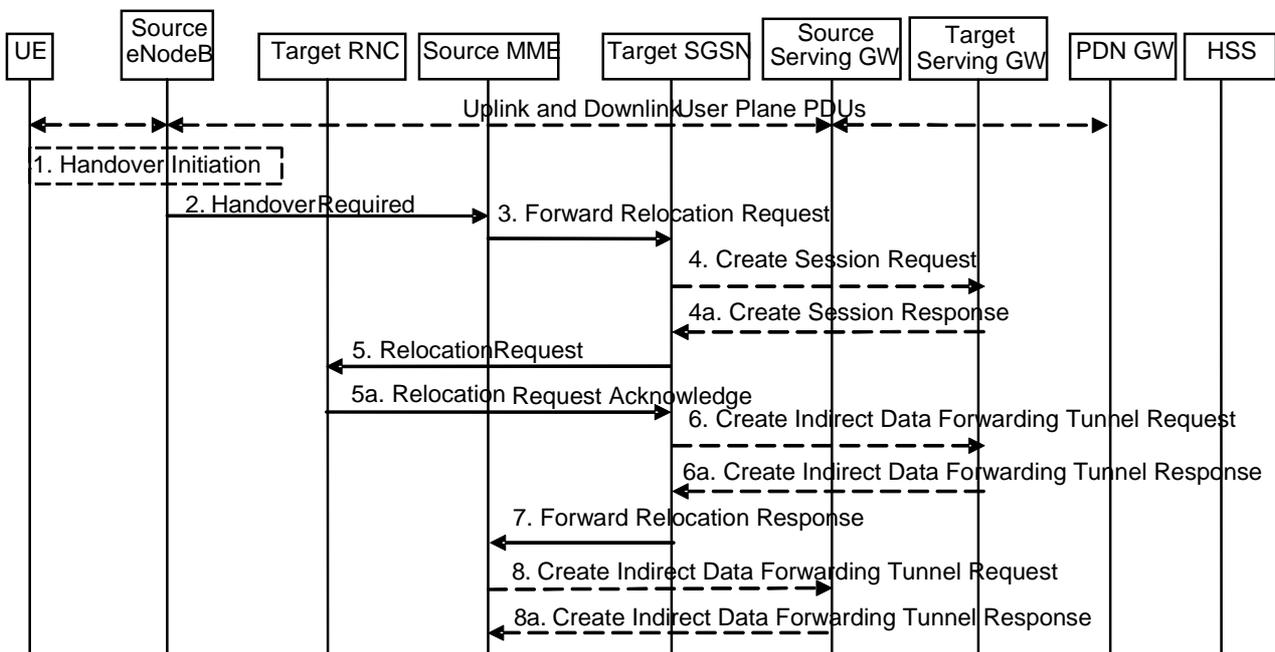 UE
Source
eNodeB
Target RNC
Source MME
Target SGSN
Source
Serving GW
Target
Serving GW
PDN GW
HSS
Uplink and Downlink User Plane PDUs
1. Handover Initiation
2. Handover Required
3. Forward Relocation Request
4. Create Session Request
4a. Create Session Response
5. Relocation Request
5a. Relocation Request Acknowledge
6. Create Indirect Data Forwarding Tunnel Request
6a. Create Indirect Data Forwarding Tunnel Response
7. Forward Relocation Response
8. Create Indirect Data Forwarding Tunnel Request
8a. Create Indirect Data Forwarding Tunnel Response